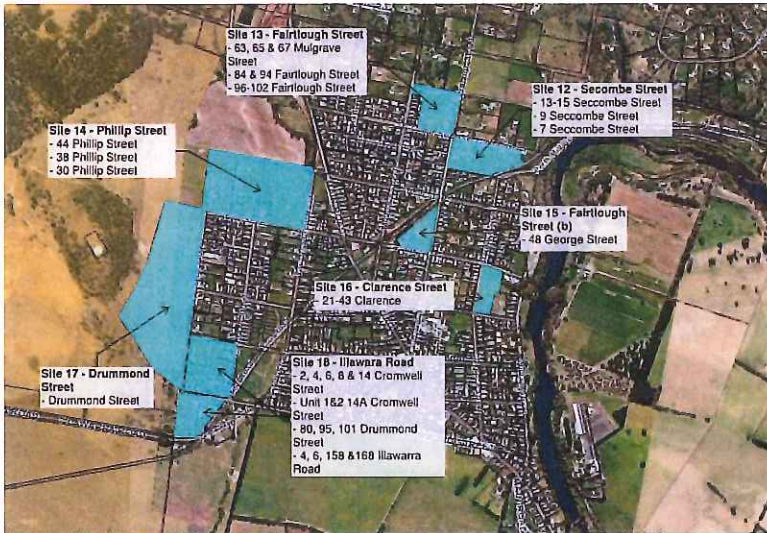 Site 13 - Fairtlough Street
- 63, 65 & 67 Mulgrave
Street
- 84 & 94 Fairtlough Street
- 96-102 Fairtlough Street
Site 12 - Secombe Street
- 13-15 Seccombe Street
- 9 Seccombe Street
- 7 Seccombe Street
Site 14 - Phillip Street
- 44 Phillip Street
- 38 Phillip Street
- 30 Phillip Street
Site 15 - Fairtlough
Street (b)
- 48 George Street
Site 16 - Clarence Street
- 21-43 Clarence
Site 17 - Drummond
Street
- Drummond Street
Site 18 - Illawara Road
- 2, 4, 6, 8 & 14 Cromwell
Street
- Unit 1&2 14A Cromwell
Street
- 80, 95, 101 Drummond
Street
- 4, 6, 158 &168 Illawarra
Road